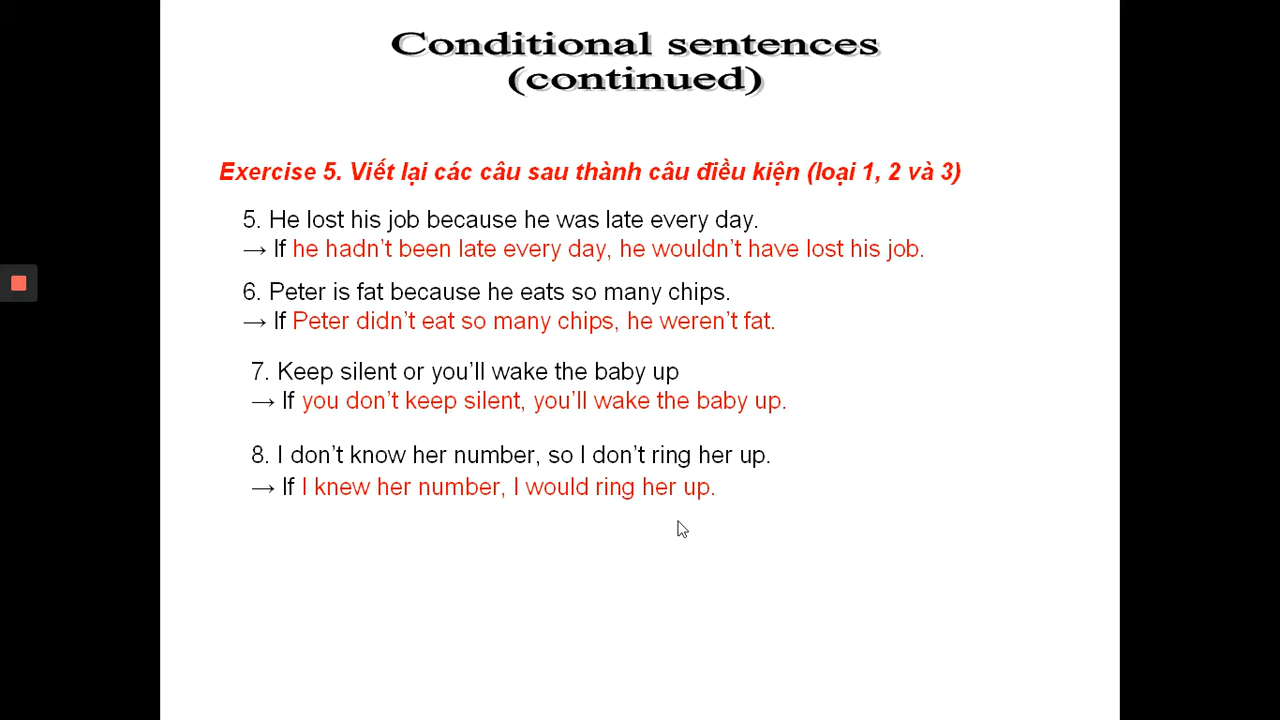 Conditional sentences
(continued)
Exercise 5. Viết lại các câu sau thành câu điều kiện (loại 1, 2 và 3)
5. He lost his job because he was late every day.
→ If he hadn't been late every day, he wouldn't have lost his job.
6. Peter is fat because he eats so many chips.
→ If Peter didn't eat so many chips, he weren't fat.
7. Keep silent or you'll wake the baby up
→ If you don't keep silent, you'll wake the baby up.
8. I don't know her number, so I don't ring her up.
→ If I knew her number, I would ring her up.